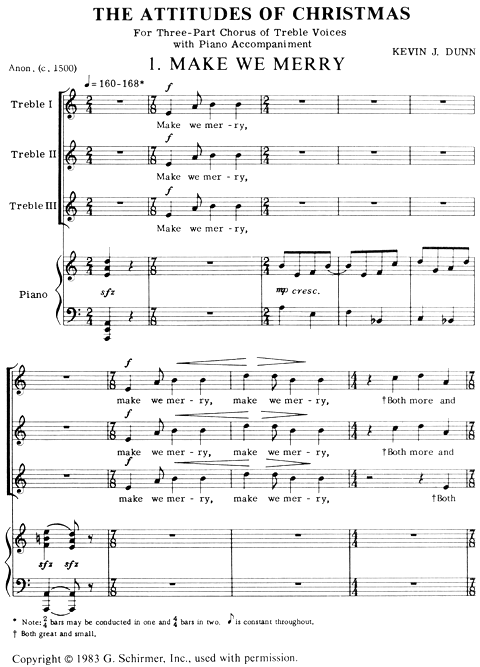 THE ATTITUDES OF CHRISTMAS
For Three-Part Chorus of Treble Voices
with Piano Accompaniment
KEVIN J. DUNN
1. MAKE WE MERRY
Anon. (c. 1500)
♩ = 160-168*
Treble I
f
Make we mer - ry,
Treble II
f
Make we mer - ry,
Treble III
f
Make we mer - ry,
Piano
sfz
mp cresc.
f
make we mer - ry, make we mer - ry, †Both more and
f
make we mer - ry, make we mer - ry, †Both more and
f
make we mer - ry, make we mer - ry, †Both
sfz sfz
* Note: 2/4 bars may be conducted in one and 4/4 bars in two. ♪ is constant throughout.
† Both great and small,
Copyright © 1983 G. Schirmer, Inc., used with permission.